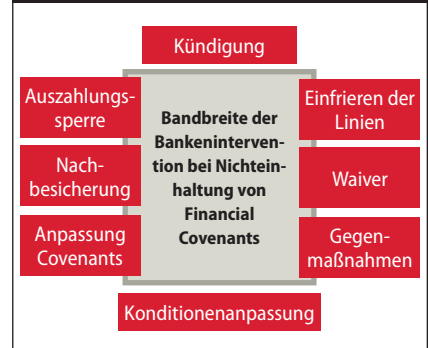 Kündigung
Auszahlungs-
sperre
Nach-
besicherung
Anpassung
Covenants
Bandbreite der
Bankeninterven-
tion bei Nichtein-
haltung von
Financial
Covenants
Einfrieren der
Linien
Waiver
Gegen-
maßnahmen
Konditionenanpassung